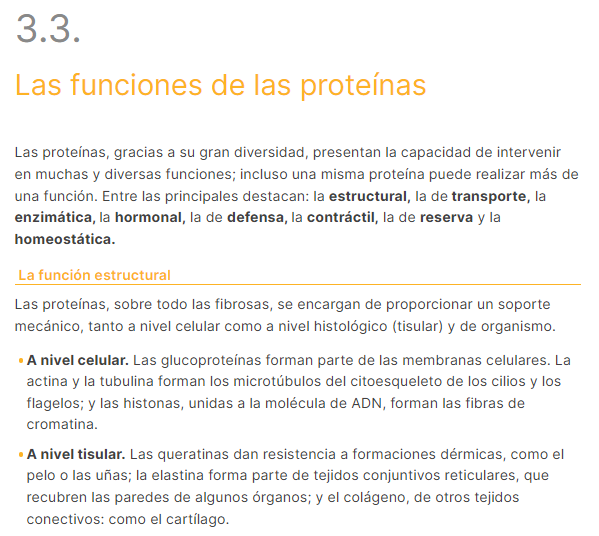 3.3.
Las funciones de las proteínas
Las proteínas, gracias a su gran diversidad, presentan la capacidad de intervenir
en muchas y diversas funciones; incluso una misma proteína puede realizar más de
una función. Entre las principales destacan: la estructural, la de transporte, la
enzimática, la hormonal, la de defensa, la contráctil, la de reserva y la
homeostática.
La función estructural
Las proteínas, sobre todo las fibrosas, se encargan de proporcionar un soporte
mecánico, tanto a nivel celular como a nivel histológico (tisular) y de organismo.
• A nivel celular. Las glucoproteínas forman parte de las membranas celulares. La
actina y la tubulina forman los microtúbulos del citoesqueleto de los cilios y los
flagelos; y las histonas, unidas a la molécula de ADN, forman las fibras de
cromatina.
• A nivel tisular. Las queratinas dan resistencia a formaciones dérmicas, como el
pelo o las uñas; la elastina forma parte de tejidos conjuntivos reticulares, que
recubren las paredes de algunos órganos; y el colágeno, de otros tejidos
conectivos: como el cartílago.